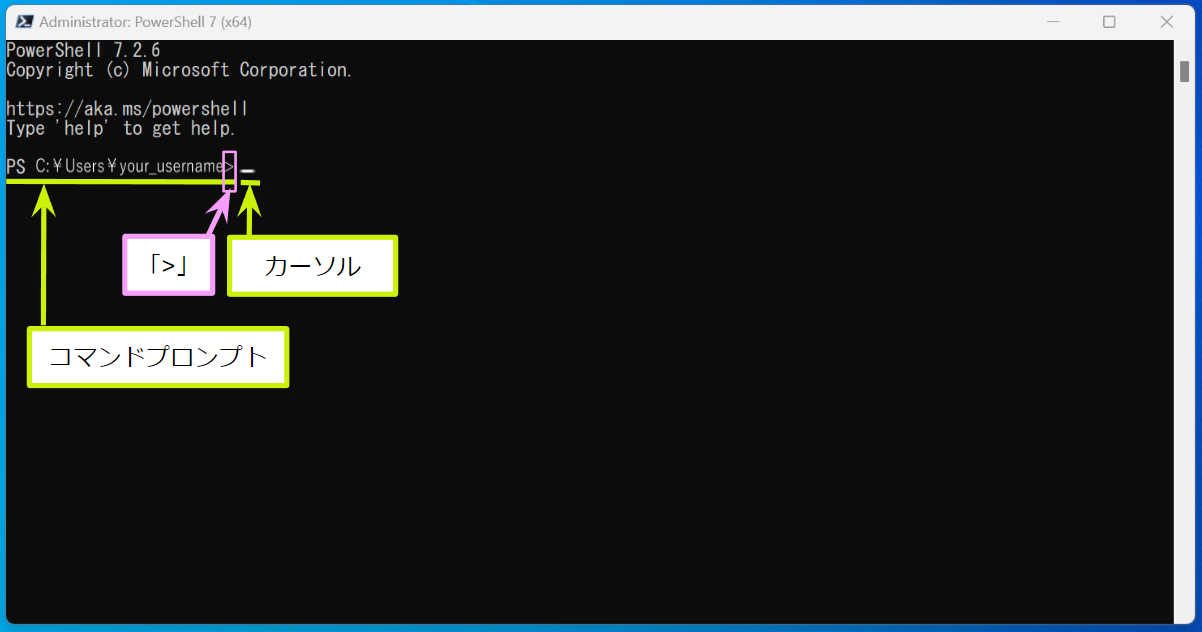 Administrator: PowerShell 7 (x64)
PowerShell 7.2.6
Copyright (c) Microsoft Corporation.
https://aka.ms/powershell
Type 'help' to get help.
PS C:¥Users¥your_username>
「>」
カーソル
コマンドプロンプト